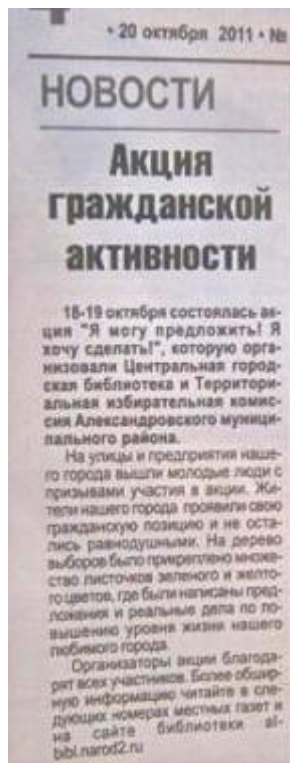 • 20 октября 2011 • №
НОВОСТИ
Акция
гражданской
активности
18-19 октября состоялась ак-
ция "Я могу предложить! Я
хочу сделать!", которую орга-
низовали Центральная город-
ская библиотека и Территори-
альная избирательная комис-
сия Александровского муници-
пального района.
На улицы и предприятия наше-
го города вышли молодые люди с
призывами участия в акции. Жи-
тели нашего города проявили свою
гражданскую позицию и не оста-
лись равнодушными. На дерево
выборов было прикреплено множе-
ство листочков зеленого и желто-
го цветов, где были написаны пред-
ложения и реальные дела по по-
вышению уровня жизни нашего
любимого города.
Организаторы акции благода-
рят всех участников. Более обшир-
ную информацию читайте в сле-
дующих номерах местных газет и
на сайте библиотеки al-
bibl.narod2.ru